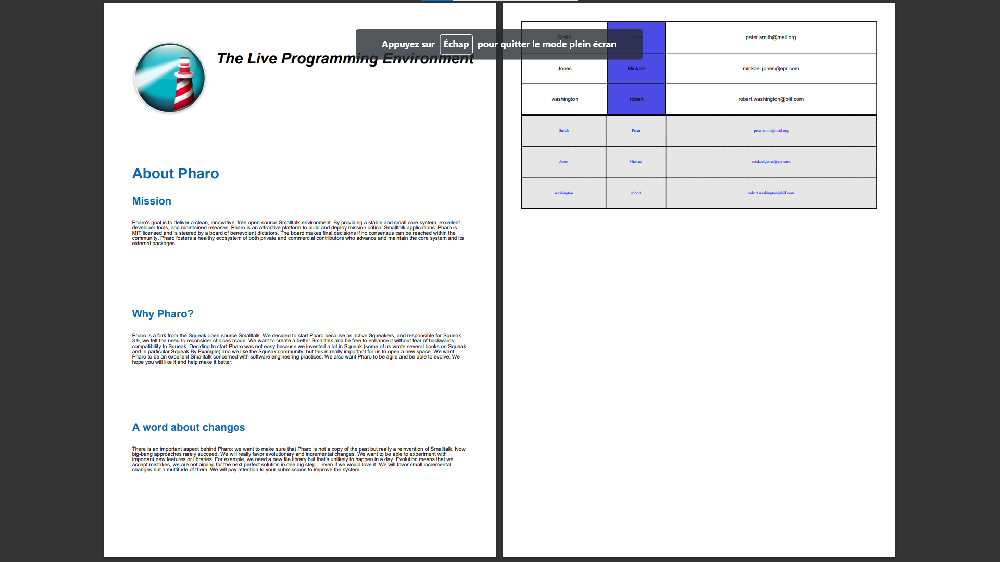 Appuyez sur Échap pour quitter le mode plein écran
The Live Programming Environment
About Pharo
Mission
Pharo's goal is to deliver a clean, innovative, free open-source Smalltalk environment. By providing a stable and small core system, excellent
developer tools, and maintained releases, Pharo is an attractive platform to build and deploy mission critical Smalltalk applications. Pharo is
MIT licensed and is steered by a board of benevolent dictators. The board makes final decisions if no consensus can be reached within the
community. Pharo fosters a healthy ecosystem of both private and commercial contributors who advance and maintain the core system and its
external packages.
Why Pharo?
Pharo is a fork from the Squeak open-source Smalltalk. We decided to start Pharo because as active Squeakers, and responsible for Squeak
3.9, we felt the need to reconsider choices made. We want to create a better Smalltalk and be free to enhance it without fear of backwards
compatibility to Squeak. Deciding to start Pharo was not easy because we invested a lot in Squeak (some of us wrote several books on Squeak
and in particular Squeak By Example) and we like the Squeak community, but this is really important for us to open a new space. We want
Pharo to be an excellent Smalltalk concerned with software engineering practices. We also want Pharo to be agile and be able to evolve. We
hope you will like it and help make it better.
A word about changes
There is an important aspect behind Pharo: we want to make sure that Pharo is not a copy of the past but really a reinvention of Smalltalk. Now
big-bang approaches rarely succeed. We will really favor evolutionary and incremental changes. We want to be able to experiment with
important new features or libraries. For example, we need a new file library but that's unlikely to happen in a day. Evolution means that we
accept mistakes, we are not aiming for the next perfect solution in one big step -- even if we would love it. We will favor small incremental
changes but a multitude of them. We will pay attention to your submissions to improve the system.
Smith Peter peter.smith@mail.org
Jones Mickael mickael.jones@epr.com
washington robert robert.washington@blif.com
Smith Peter peter.smith@mail.org
Jones Mickael mickael.jones@epr.com
washington robert robert.washington@blif.com